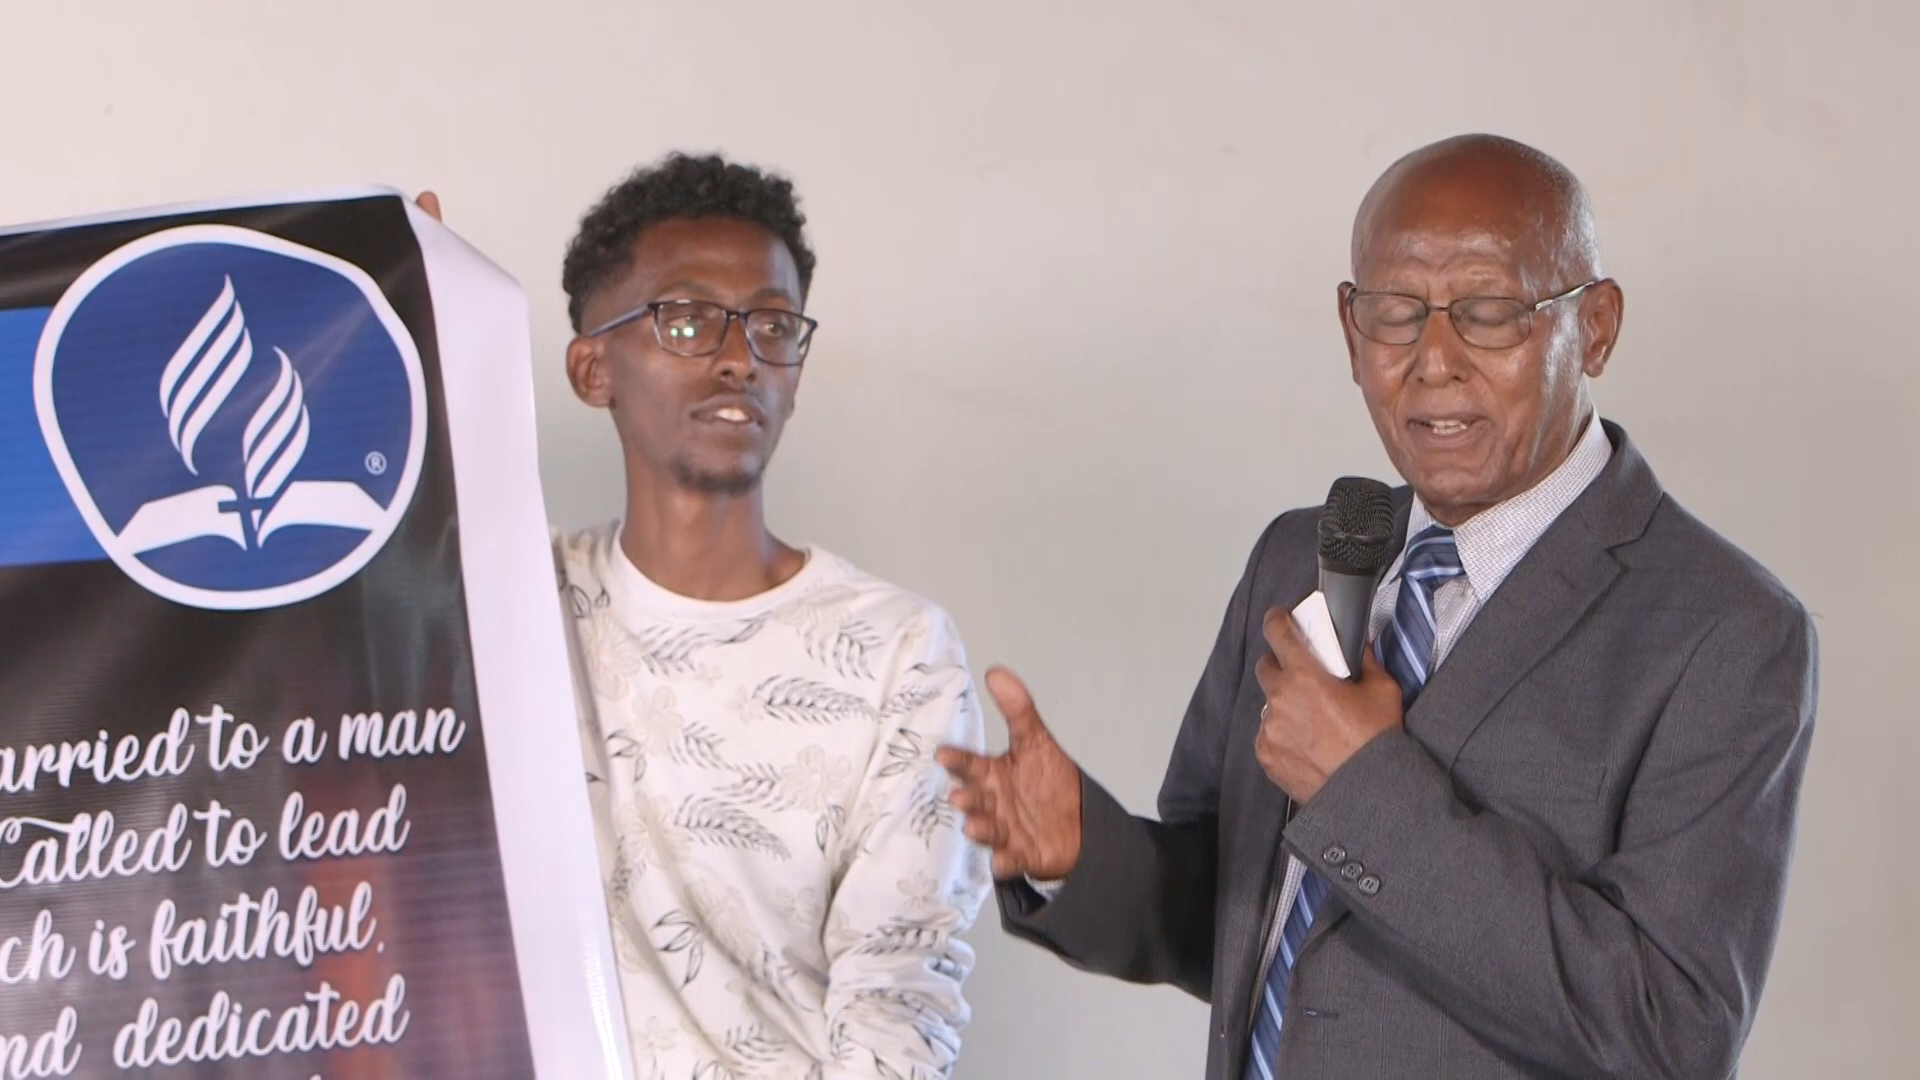 ®
arried to a man
Called to lead
ch is faithful.
nd dedicated